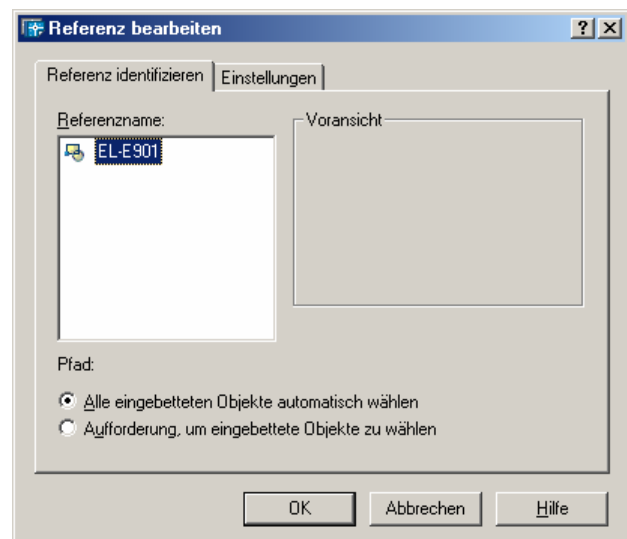 Referenz bearbeiten
Referenz identifizieren
Einstellungen
Referenzname:
Voransicht
EL-E901
Pfad:
Alle eingebetteten Objekte automatisch wählen
Aufforderung, um eingebettete Objekte zu wählen
OK
Abbrechen
Hilfe